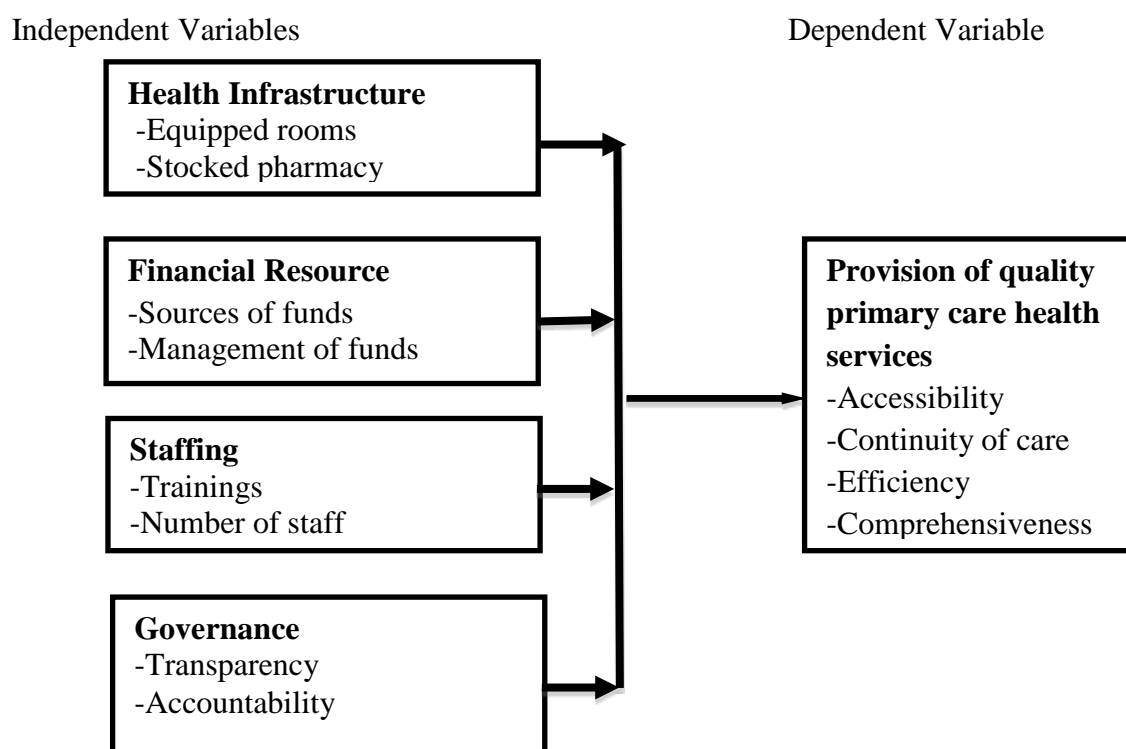 Independent Variables
Dependent Variable
Health Infrastructure
-Equipped rooms
-Stocked pharmacy
Financial Resource
-Sources of funds
-Management of funds
Staffing
-Trainings
-Number of staff
Governance
-Transparency
-Accountability
Provision of quality
primary care health
services
-Accessibility
-Continuity of care
-Efficiency
-Comprehensiveness